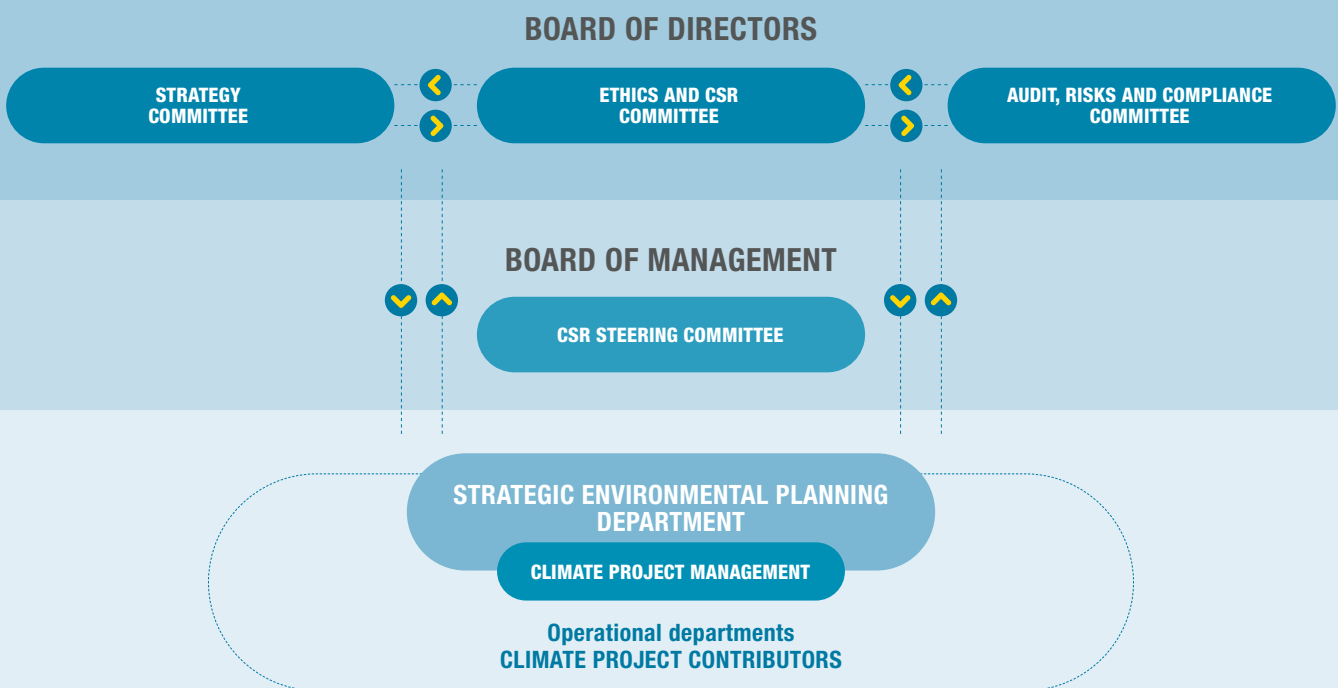 BOARD OF DIRECTORS
STRATEGY
COMMITTEE
ETHICS AND CSR
COMMITTEE
AUDIT, RISKS AND COMPLIANCE
COMMITTEE
BOARD OF MANAGEMENT
CSR STEERING COMMITTEE
STRATEGIC ENVIRONMENTAL PLANNING
DEPARTMENT
CLIMATE PROJECT MANAGEMENT
Operational departments
CLIMATE PROJECT CONTRIBUTORS